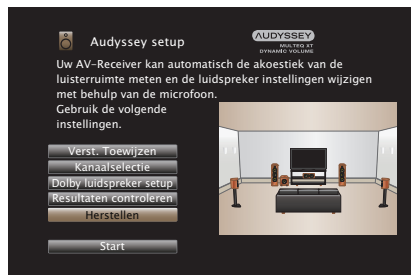 Audyssey setup
AUDYSSEY
MULTEQ XT
DYNAMIC VOLUME
Uw AV-Receiver kan automatisch de akoestiek van de
luisterruimte meten en de luidspreker instellingen wijzigen
met behulp van de microfoon.
Gebruik de volgende
instellingen.
Verst. Toewijzen
Kanaalselectie
Dolby luidspreker setup
Resultaten controleren
Herstellen
Start